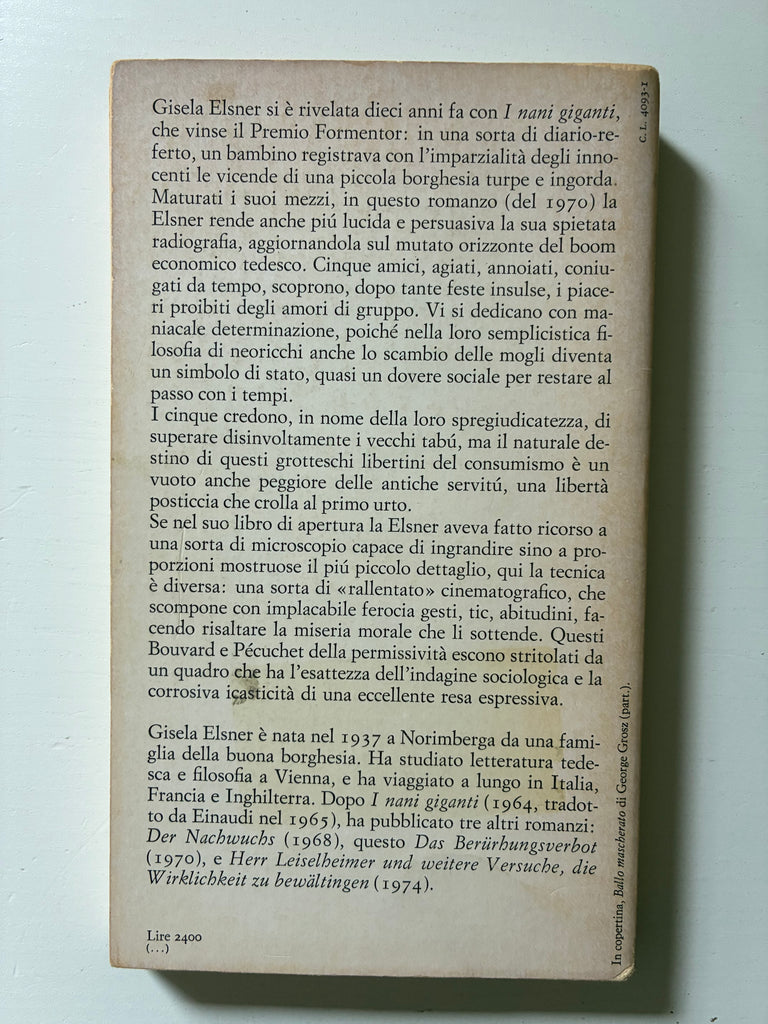 Gisela Elsner si è rivelata dieci anni fa con I nani giganti,
che vinse il Premio Formentor: in una sorta di diario-re-
ferto, un bambino registrava con l'imparzialità degli inno-
centi le vicende di una piccola borghesia turpe e ingorda.
Maturati i suoi mezzi, in questo romanzo (del 1970) la
Elsner rende anche piú lucida e persuasiva la sua spietata
radiografia, aggiornandola sul mutato orizzonte del boom
economico tedesco. Cinque amici, agiati, annoiati, coniu-
gati da tempo, scoprono, dopo tante feste insulse, i piace-
ri proibiti degli amori di gruppo. Vi si dedicano con ma-
niacale determinazione, poiché nella loro semplicistica fi-
losofia di neoricchi anche lo scambio delle mogli diventa
un simbolo di stato, quasi un dovere sociale per restare al
passo con i tempi.
I cinque credono, in nome della loro spregiudicatezza, di
superare disinvoltamente i vecchi tabú, ma il naturale de-
stino di questi grotteschi libertini del consumismo è un
vuoto anche peggiore delle antiche servitú, una libertà
posticcia che crolla al primo urto.
Se nel suo libro di apertura la Elsner aveva fatto ricorso a
una sorta di microscopio capace di ingrandire sino a pro-
porzioni mostruose il piú piccolo dettaglio, qui la tecnica
è diversa: una sorta di «rallentato» cinematografico, che
scompone con implacabile ferocia gesti, tic, abitudini, fa-
cendo risaltare la miseria morale che li sottende. Questi
Bouvard e Pécuchet della permissività escono stritolati da
un quadro che ha l'esattezza dell'indagine sociologica e la
corrosiva icasticità di una eccellente resa espressiva.
Gisela Elsner è nata nel 1937 a Norimberga da una fami-
glia della buona borghesia. Ha studiato letteratura tede-
sca e filosofia a Vienna, e ha viaggiato a lungo in Italia,
Francia e Inghilterra. Dopo I nani giganti (1964, tradot-
to da Einaudi nel 1965), ha pubblicato tre altri romanzi:
Der Nachwuchs (1968), questo Das Berürhungsverbot
(1970), e Herr Leiselheimer und weitere Versuche, die
Wirklichkeit zu bewältingen (1974).
Lire 2400
(...)
C. L. 4093-1
In copertina, Ballo mascherato di George Grosz (part.).